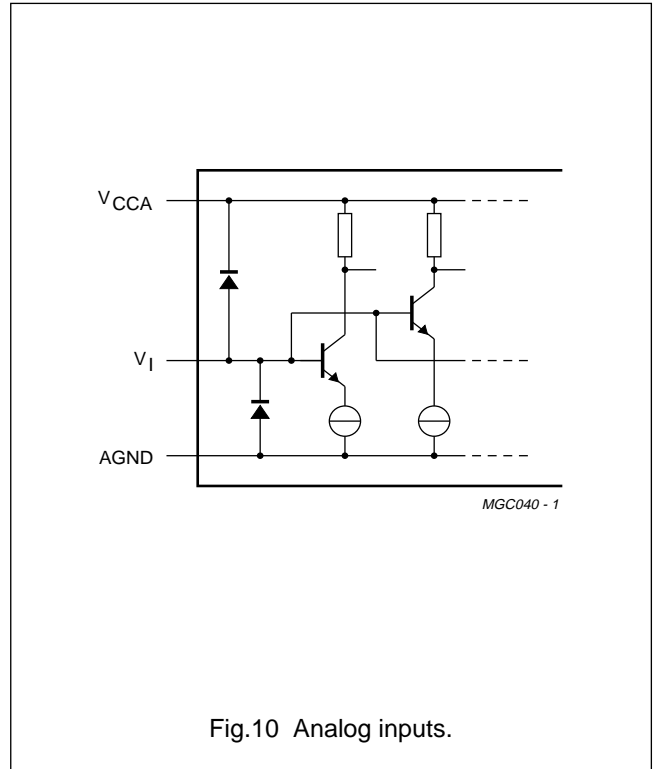 VCCA
VI
AGND
MGC040 - 1
Fig.10 Analog inputs.